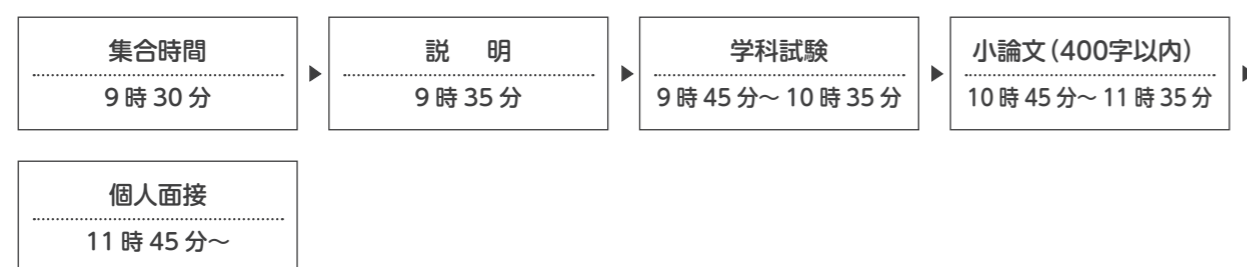 集合時間
9時30分
▶
説 明
9時35分
▶
学科試験
9時45分～10時35分
▶
小論文（400字以内）
10時45分～11時35分
▶
個人面接
11時45分～